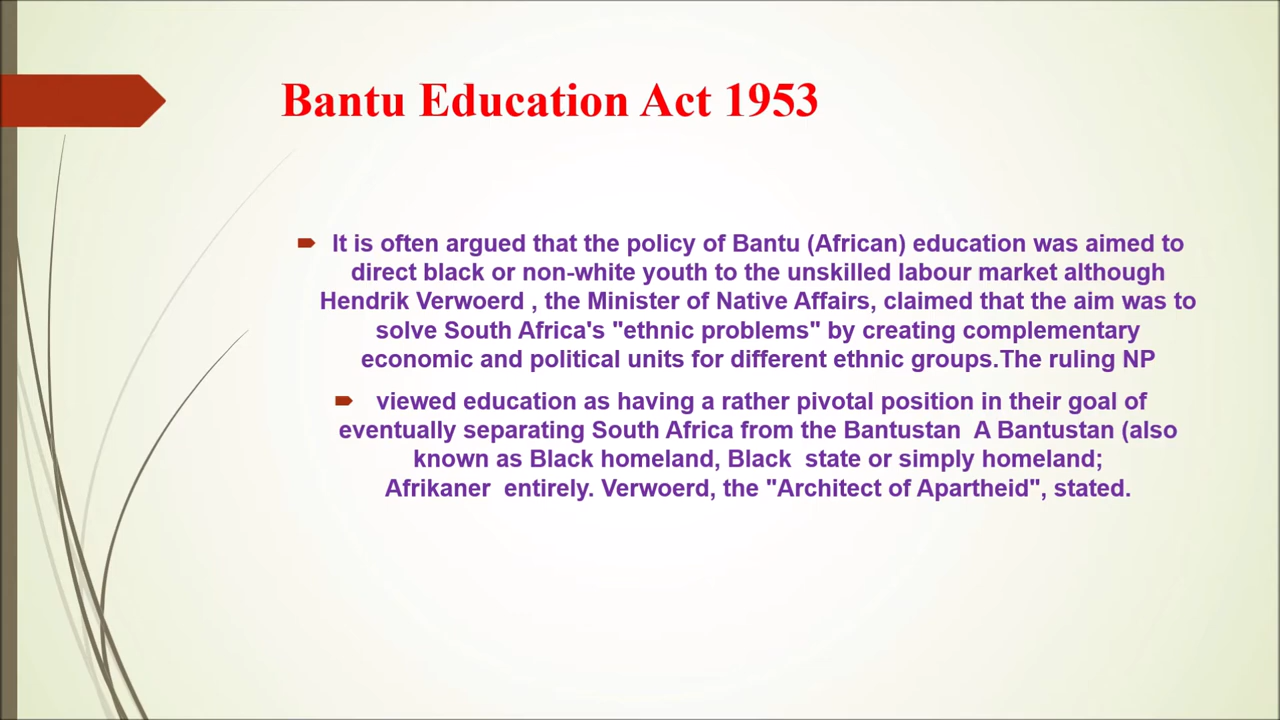 Bantu Education Act 1953
It is often argued that the policy of Bantu (African) education was aimed to
direct black or non-white youth to the unskilled labour market although
Hendrik Verwoerd , the Minister of Native Affairs, claimed that the aim was to
solve South Africa's "ethnic problems" by creating complementary
economic and political units for different ethnic groups.The ruling NP
viewed education as having a rather pivotal position in their goal of
eventually separating South Africa from the Bantustan  A Bantustan (also
known as Black homeland, Black  state or simply homeland;
Afrikaner  entirely. Verwoerd, the "Architect of Apartheid", stated.